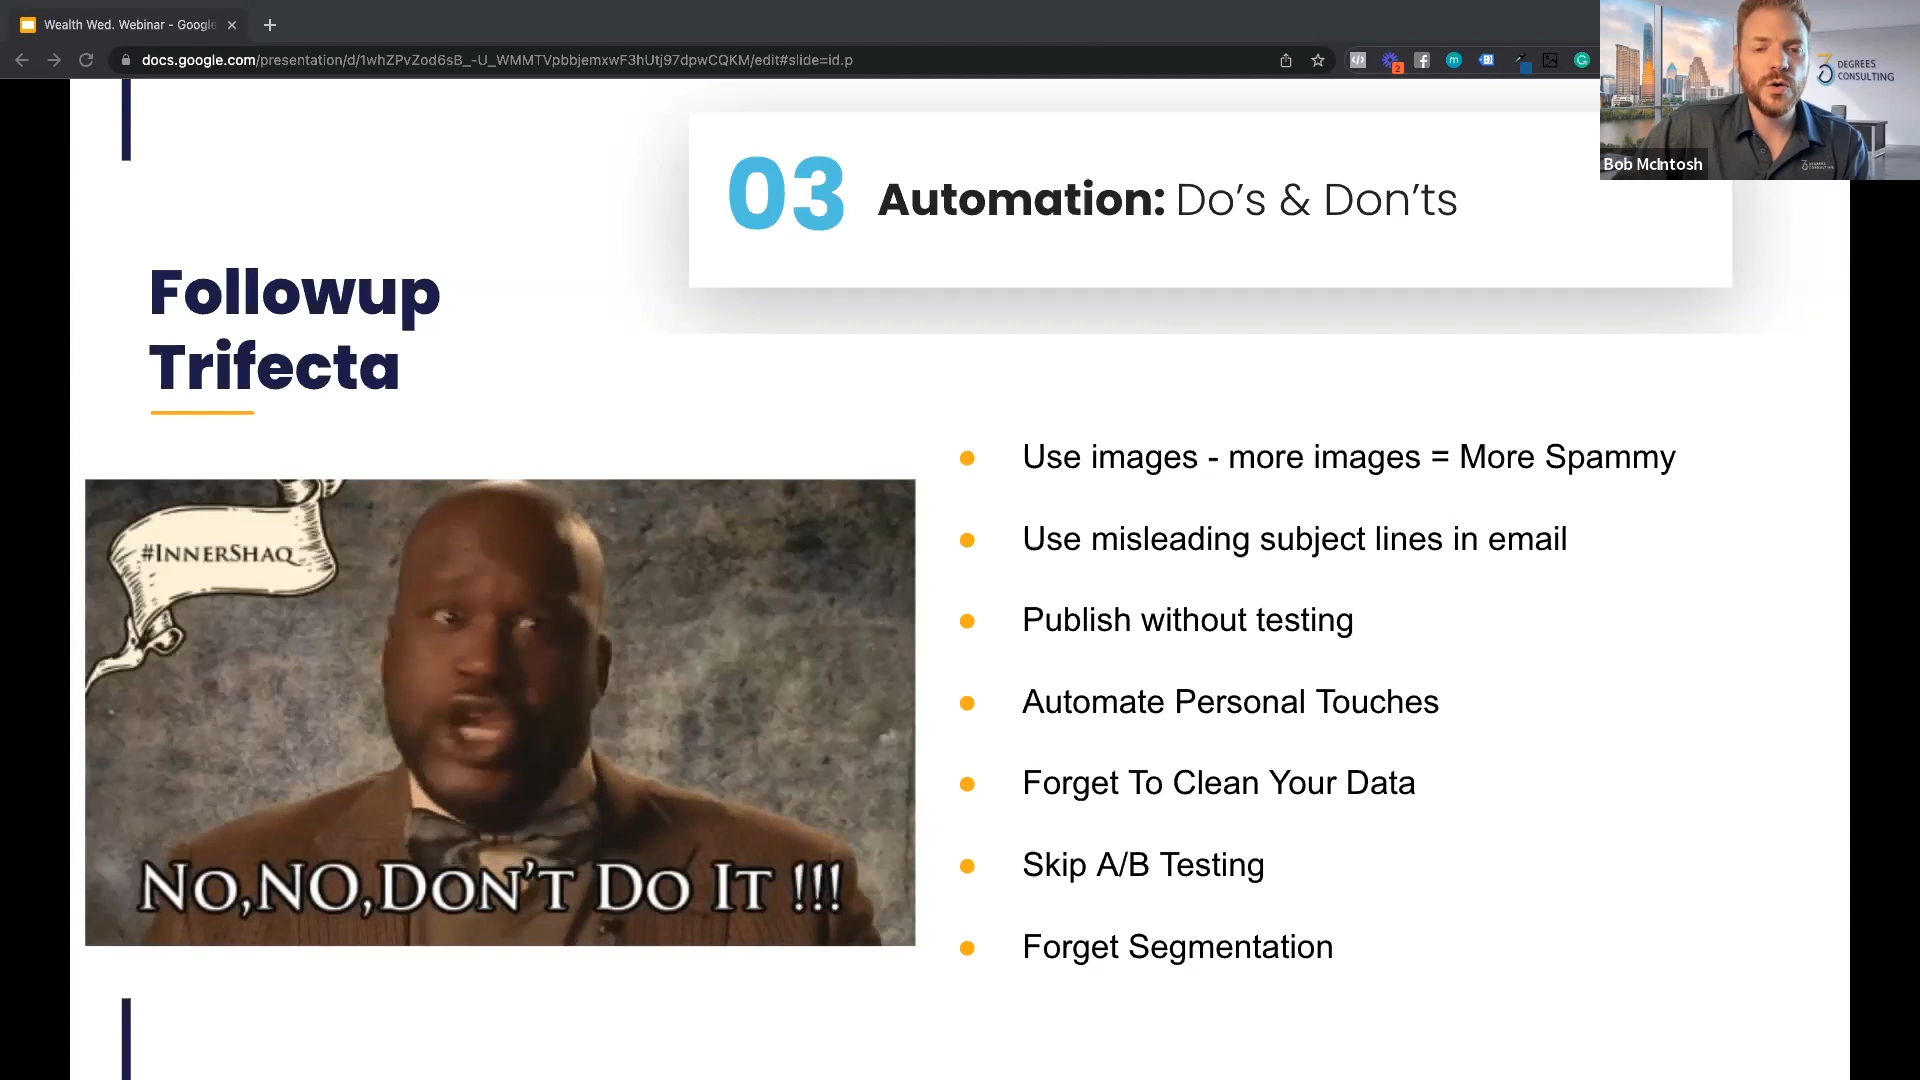 Wealth Wed. Webinar - Google
docs.google.com/presentation/d/1whZPvZod6sB_-U_WMMTVpbbjemxwF3hUtj97dpwCQKM/edit#slide=id.p
2
3 DEGREES
CONSULTING
Bob McIntosh
03 Automation: Do's & Don'ts
Followup
Trifecta
#INNERSHAQ
NO,NO,DON'T DO IT !!!
Use images - more images = More Spammy
Use misleading subject lines in email
Publish without testing
Automate Personal Touches
Forget To Clean Your Data
Skip A/B Testing
Forget Segmentation